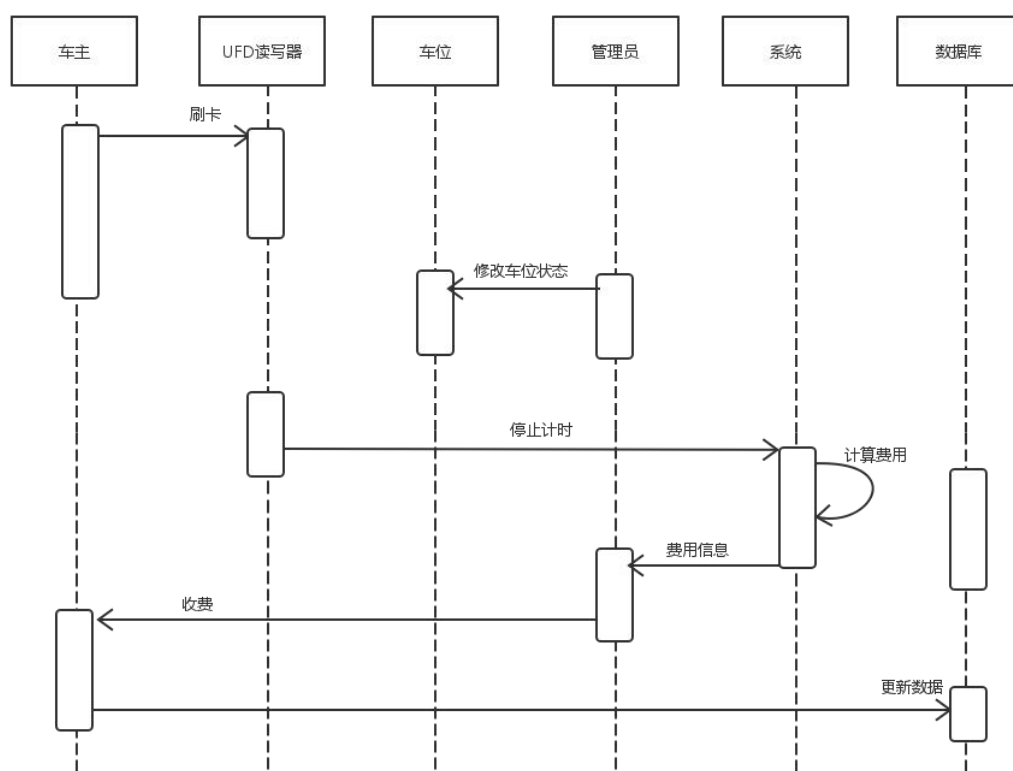 车主
UFD读写器
车位
管理员
系统
数据库
刷卡
修改车位状态
停止计时
计算费用
费用信息
收费
更新数据